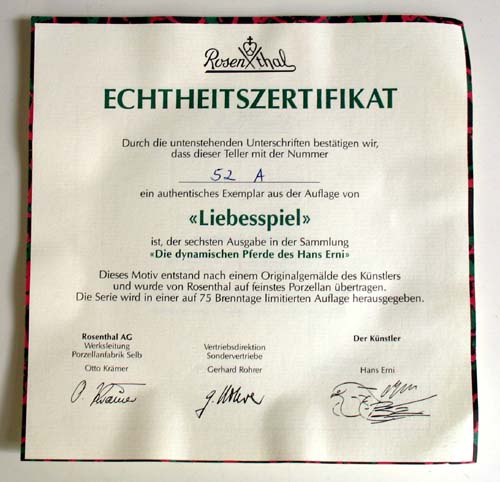 Rosenthal
ECHTHEITSZERTIFIKAT
Durch die untenstehenden Unterschriften bestätigen wir,
dass dieser Teller mit der Nummer
52 A
ein authentisches Exemplar aus der Auflage von
«Liebesspiel»
ist, der sechsten Ausgabe in der Sammlung
«Die dynamischen Pferde des Hans Erni»
Dieses Motiv entstand nach einem Originalgemälde des Künstlers
und wurde von Rosenthal auf feinstes Porzellan übertragen.
Die Serie wird in einer auf 75 Brenntage limitierten Auflage herausgegeben.
Rosenthal AG
Werksleitung
Porzellanfabrik Selb
Otto Krämer
O. Krämer
Vertriebsdirektion
Sondervertriebe
Gerhard Rohrer
G. Rohrer
Der Künstler
Hans Erni